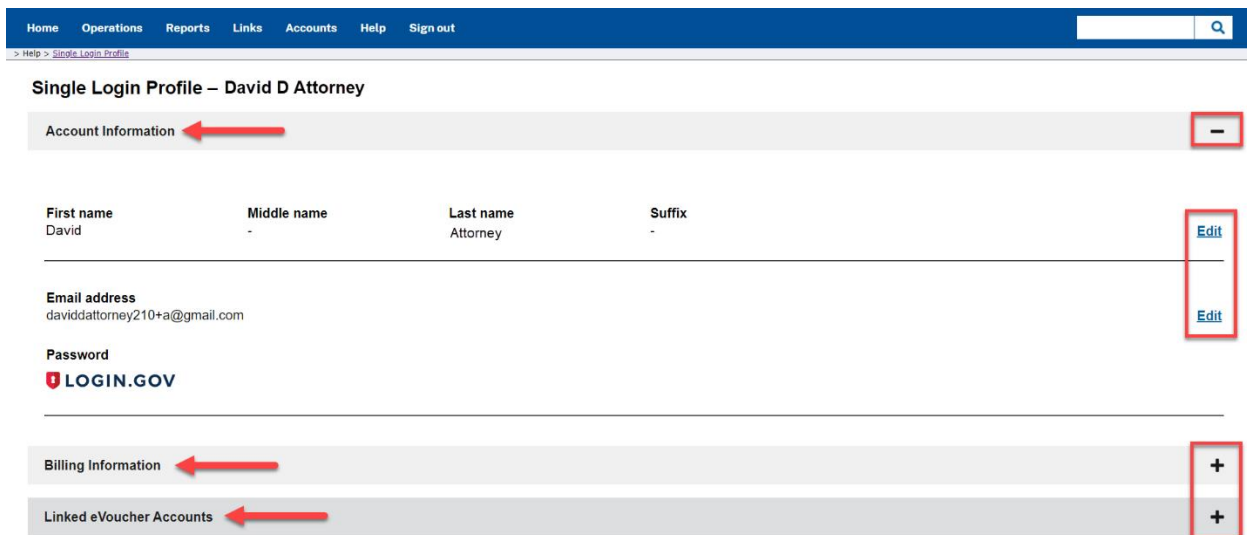 Home Operations Reports Links Accounts Help Sign out
> Help > Single Login Profile
Single Login Profile – David D Attorney
Account Information
First name Middle name Last name Suffix
David - Attorney - Edit
Email address
daviddattorney210+a@gmail.com Edit
Password
LOGIN.GOV
Billing Information
Linked eVoucher Accounts